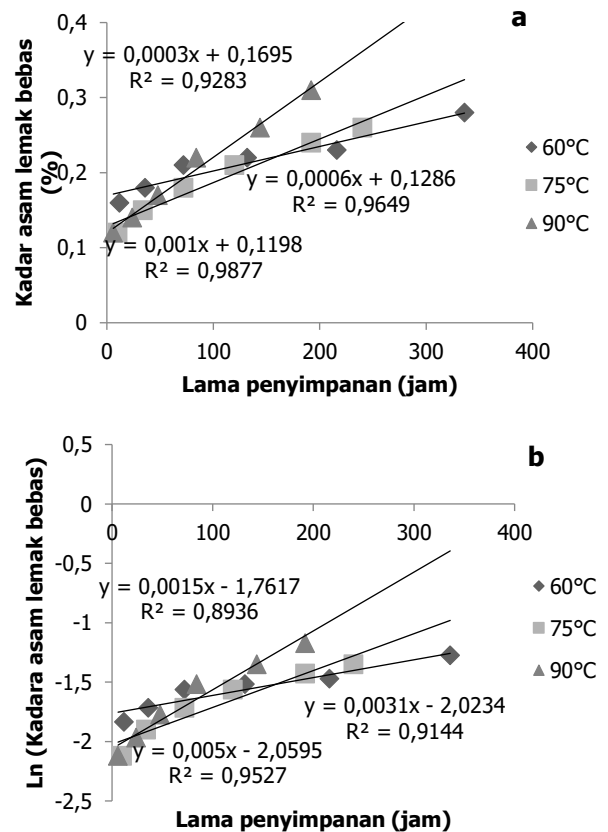 a
0,4
y = 0,0003x + 0,1695
R² = 0,9283
0,3
60°C
0,2
y = 0,0006x + 0,1286
R² = 0,9649
75°C
90°C
0,1
y = 0,001x + 0,1198
R² = 0,9877
0
0 100 200 300 400
Kadar asam lemak bebas
(%)
Lama penyimpanan (jam)
b
0,5
0
0 100 200 300 400
-0,5
y = 0,0015x - 1,7617
R² = 0,8936
60°C
-1
75°C
90°C
-1,5
y = 0,0031x - 2,0234
R² = 0,9144
-2
y = 0,005x - 2,0595
R² = 0,9527
-2,5
Ln (Kadara asam lemak bebas)
Lama penyimpanan (jam)